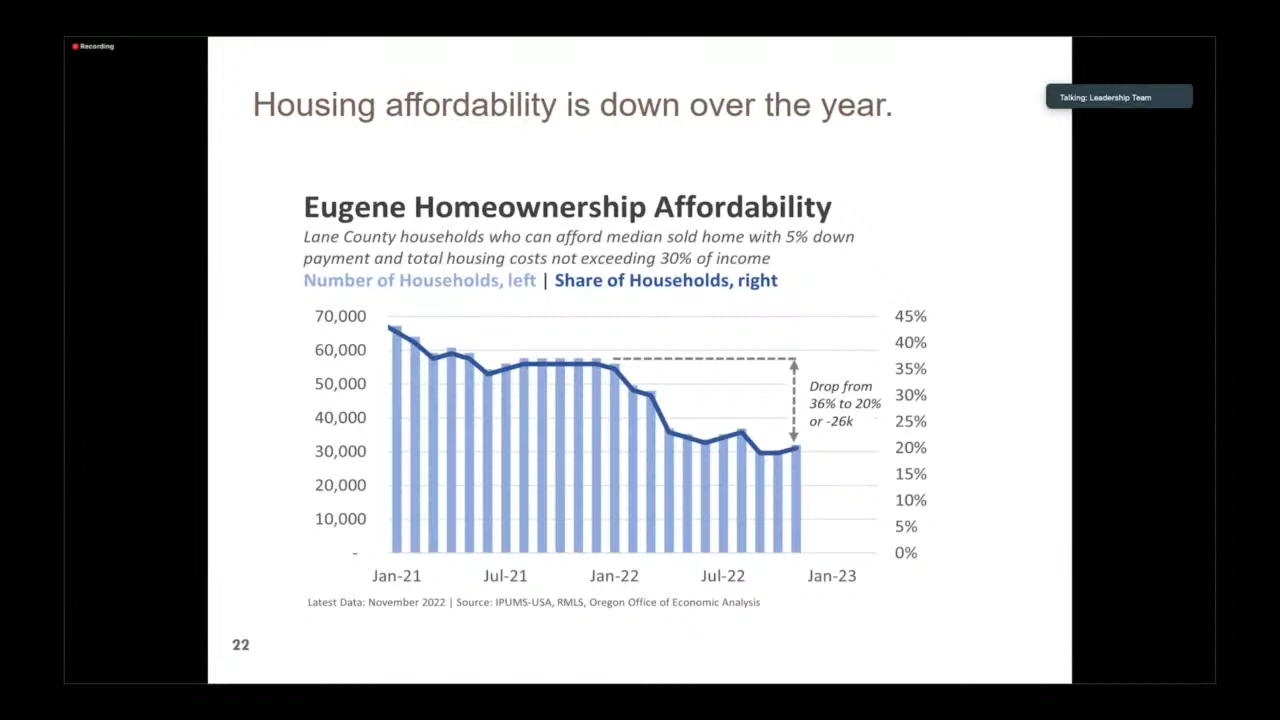 Recording
Talking: Leadership Team
Housing affordability is down over the year.
Eugene Homeownership Affordability
Lane County households who can afford median sold home with 5% down
payment and total housing costs not exceeding 30% of income
Number of Households, left | Share of Households, right
70,000
60,000
50,000
40,000
30,000
20,000
10,000
-
45%
40%
35%
30%
25%
20%
15%
10%
5%
0%
Drop from
36% to 20%
or -26k
Jan-21 Jul-21 Jan-22 Jul-22 Jan-23
Latest Data: November 2022 | Source: IPUMS-USA, RMLS, Oregon Office of Economic Analysis
22